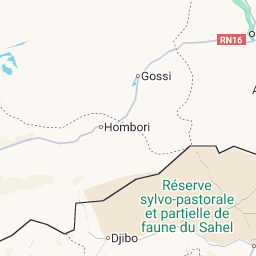 RN16
Gossi
Hombori
Réserve
sylvo-pastorale
et partielle de
faune du Sahel
Djibo